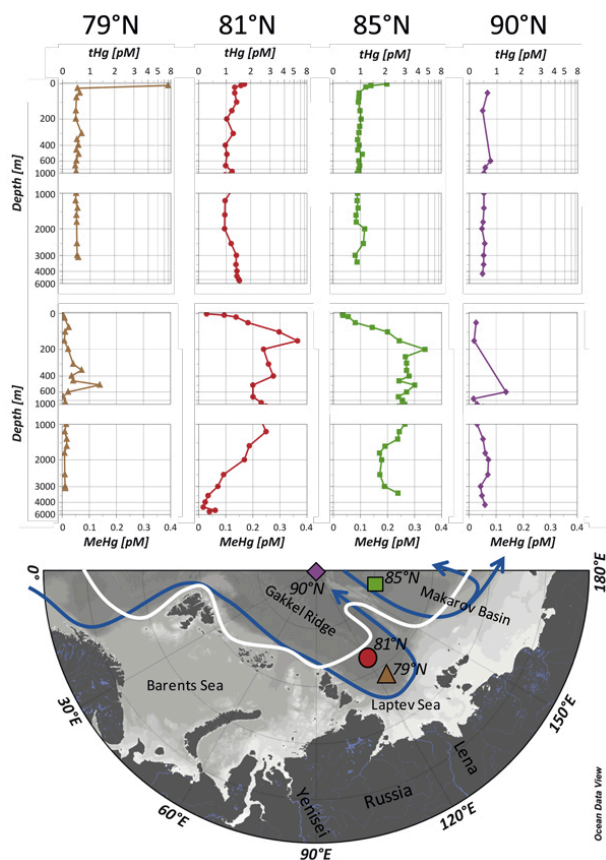 79°N 81°N 85°N 90°N
tHg [pM] tHg [pM] tHg [pM] tHg [pM]
0 1 2 3 5 8 0 1 2 3 5 8 0 1 2 3 5 8 0 1 2 3 5 8
Depth [m]
0
200
400
600
1000
1000
2000
3000
4000
6000
Depth [m]
0
200
400
600
1000
1000
2000
3000
4000
6000
0 0.1 0.2 0.3 0.4 0 0.1 0.2 0.3 0.4 0 0.1 0.2 0.3 0.4 0 0.1 0.2 0.3 0.4
MeHg [pM] MeHg [pM] MeHg [pM] MeHg [pM]
0°
180°E
90°N
85°N
Gakkel Ridge
Makarov Basin
81°N
79°N
Barents Sea
Laptev Sea
30°E
150°E
Lena
Yenisei
Russia
60°E
120°E
90°E
Ocean Data View